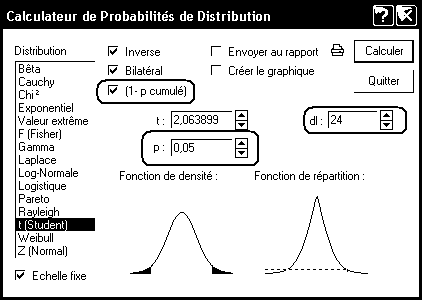 Calculateur de Probabilités de Distribution
Distribution
Bêta
Cauchy
Chi ²
Exponentiel
Valeur extrême
F (Fisher)
Gamma
Laplace
Log-Normale
Logistique
Pareto
Rayleigh
t (Student)
Weibull
Z (Normal)
Echelle fixe
Inverse
Bilatéral
(1- p cumulé)
Envoyer au rapport
Créer le graphique
Calculer
Quitter
t : 2,063899
dl : 24
p : 0,05
Fonction de densité :
Fonction de répartition :